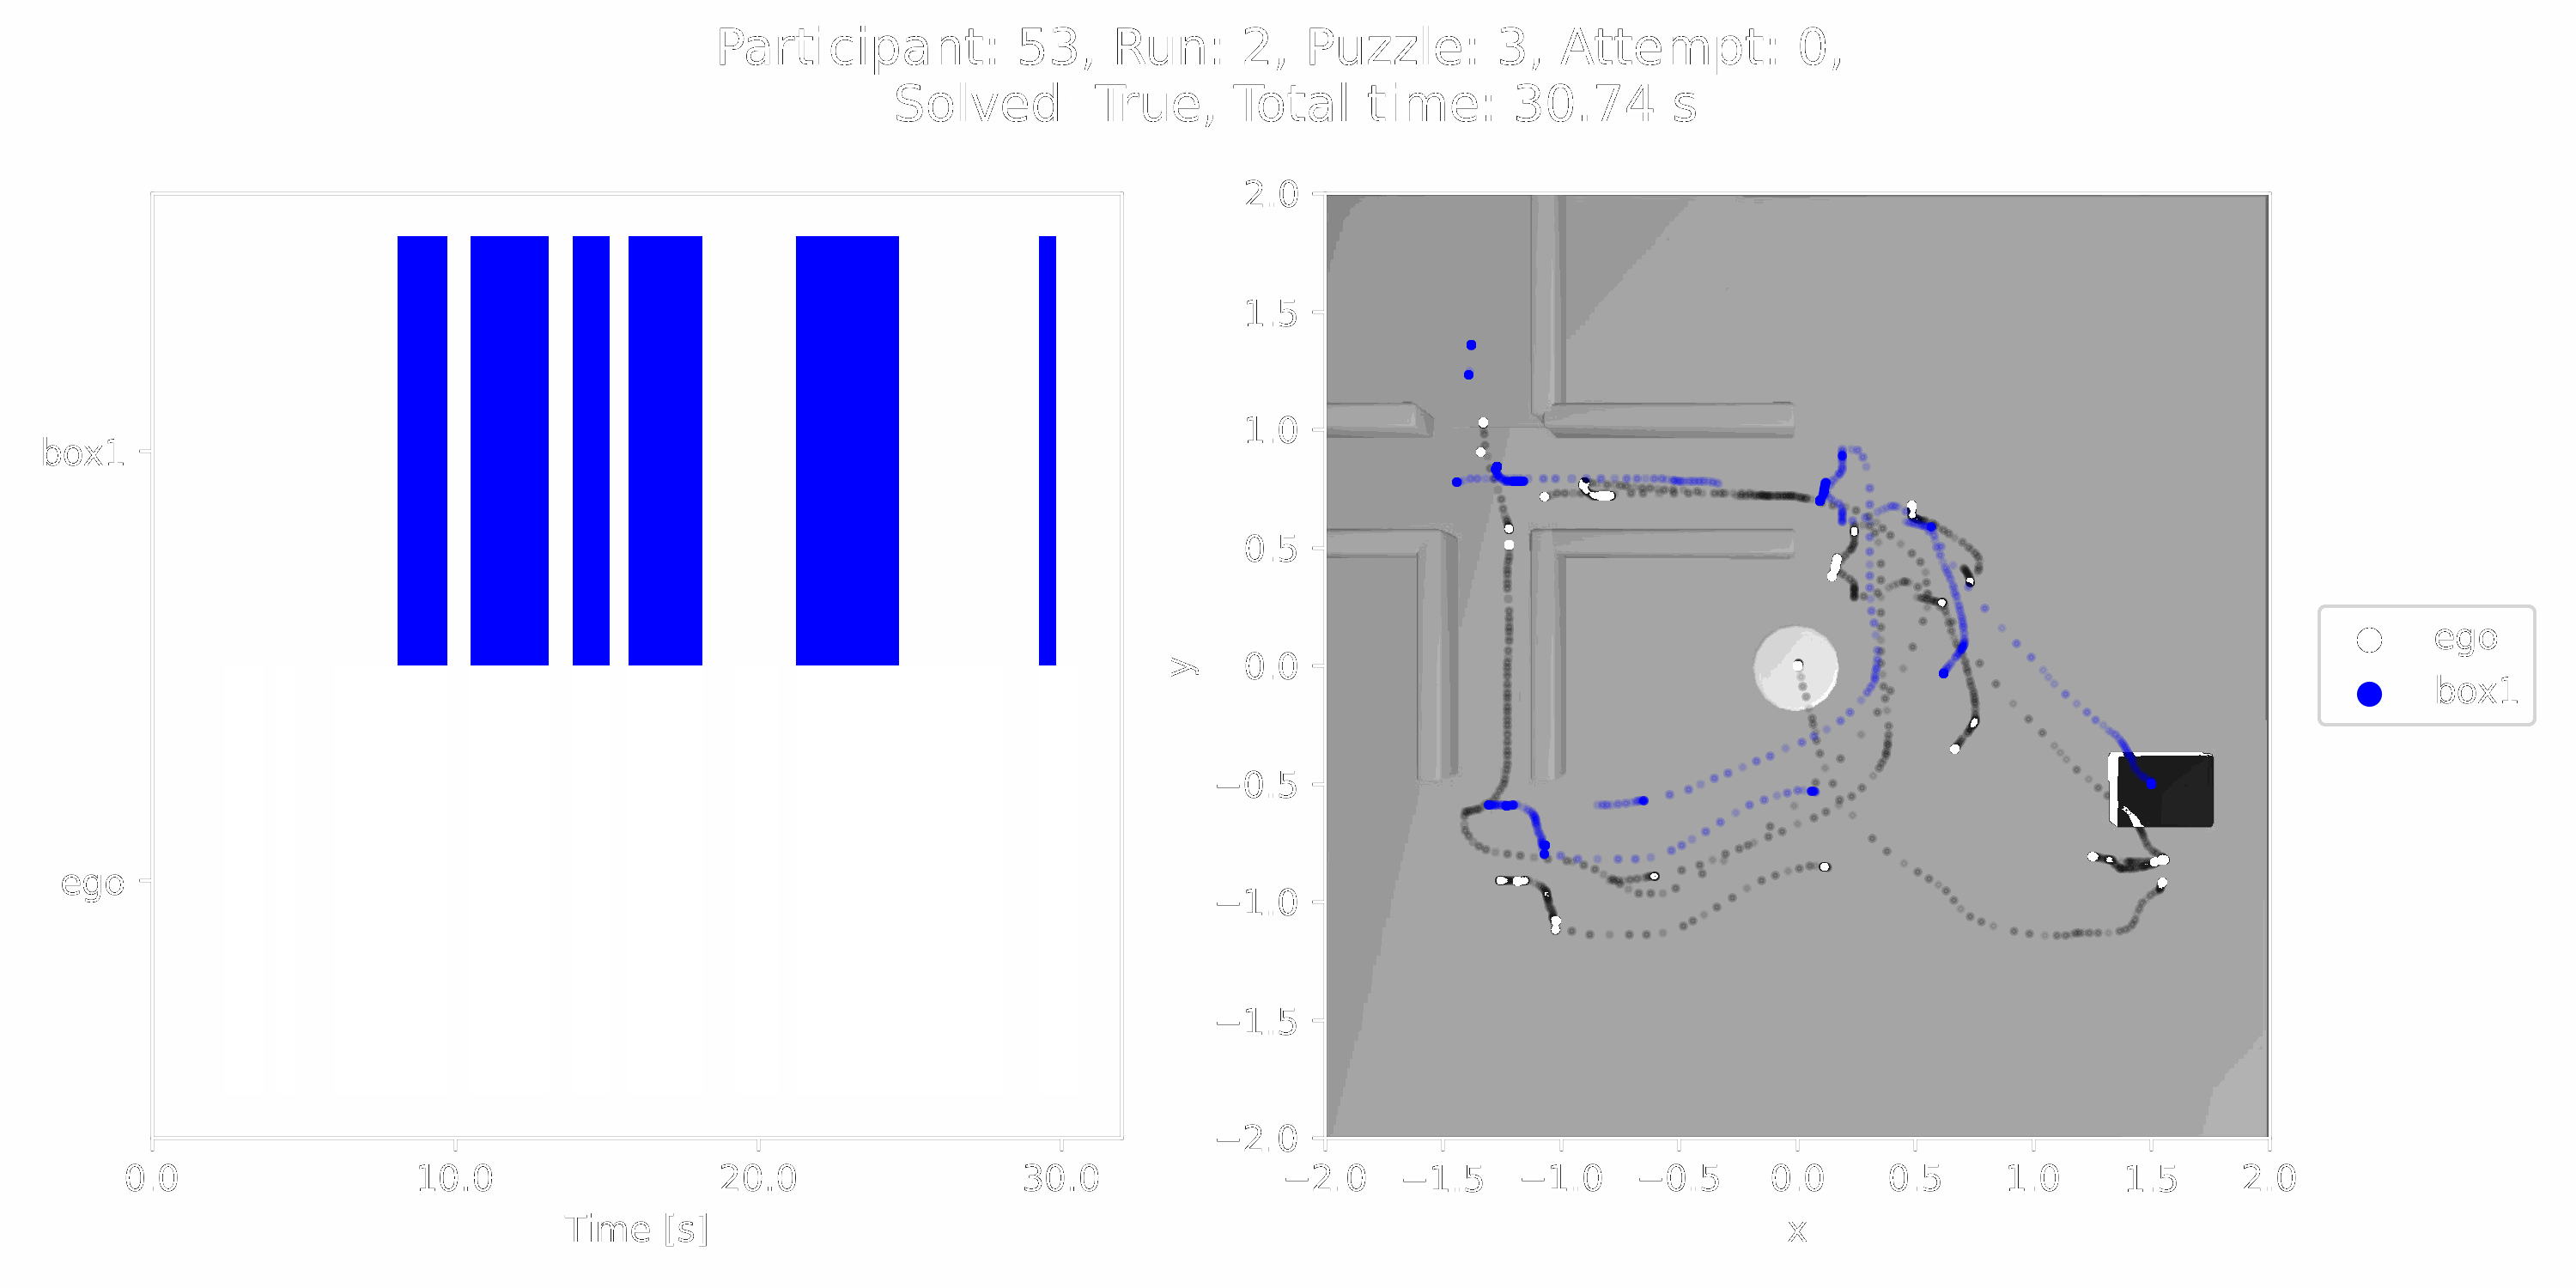 Participant: 53, Run: 2, Puzzle: 3, Attempt: 0,
Solved True, Total time: 30.74 s
box1
ego
0.0 10.0 20.0 30.0
Time [s]
2.0
1.5
1.0
0.5
0.0
−0.5
−1.0
−1.5
−2.0
y
−2.0 −1.5 −1.0 −0.5 0.0 0.5 1.0 1.5 2.0
x
ego
box1